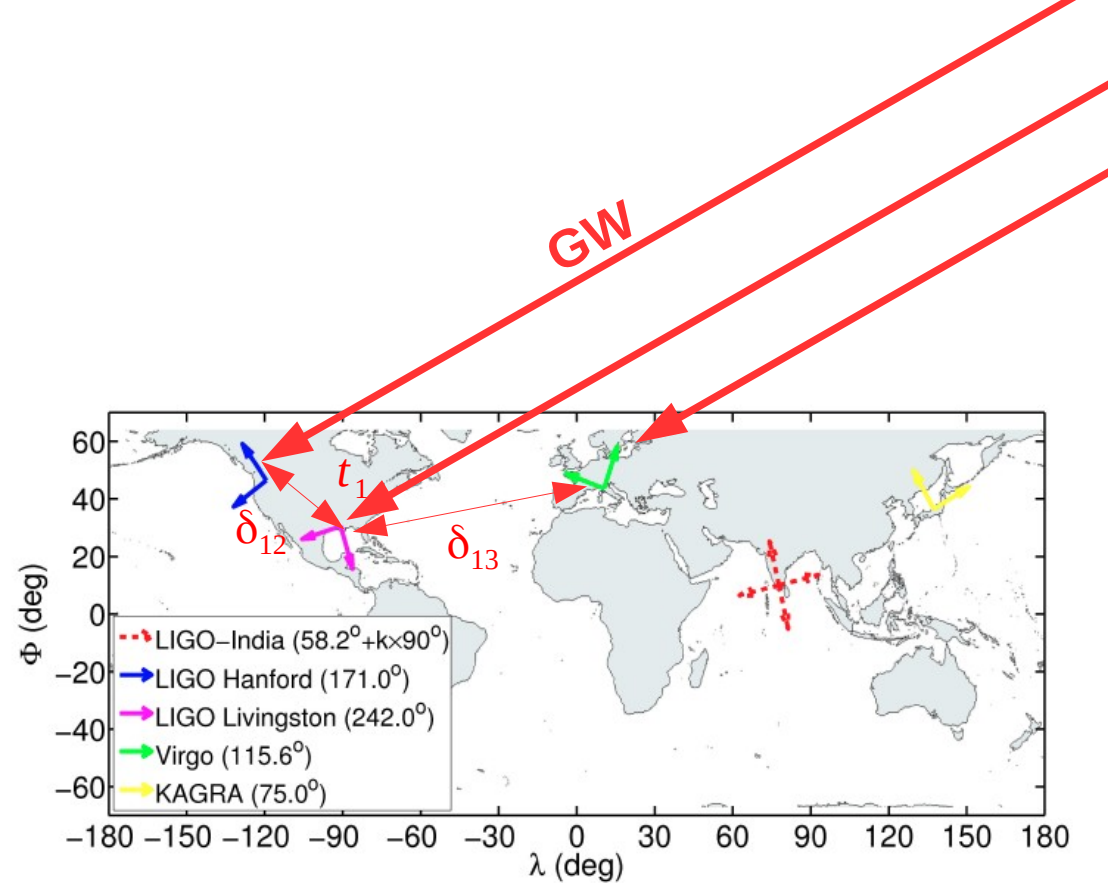 GW
t1
δ12
δ13
Φ (deg)
60
40
20
0
−20
−40
−60
LIGO−India (58.2°+k×90°)
LIGO Hanford (171.0°)
LIGO Livingston (242.0°)
Virgo (115.6°)
KAGRA (75.0°)
−180 −150 −120 −90 −60 −30 0 30 60 90 120 150 180
λ (deg)